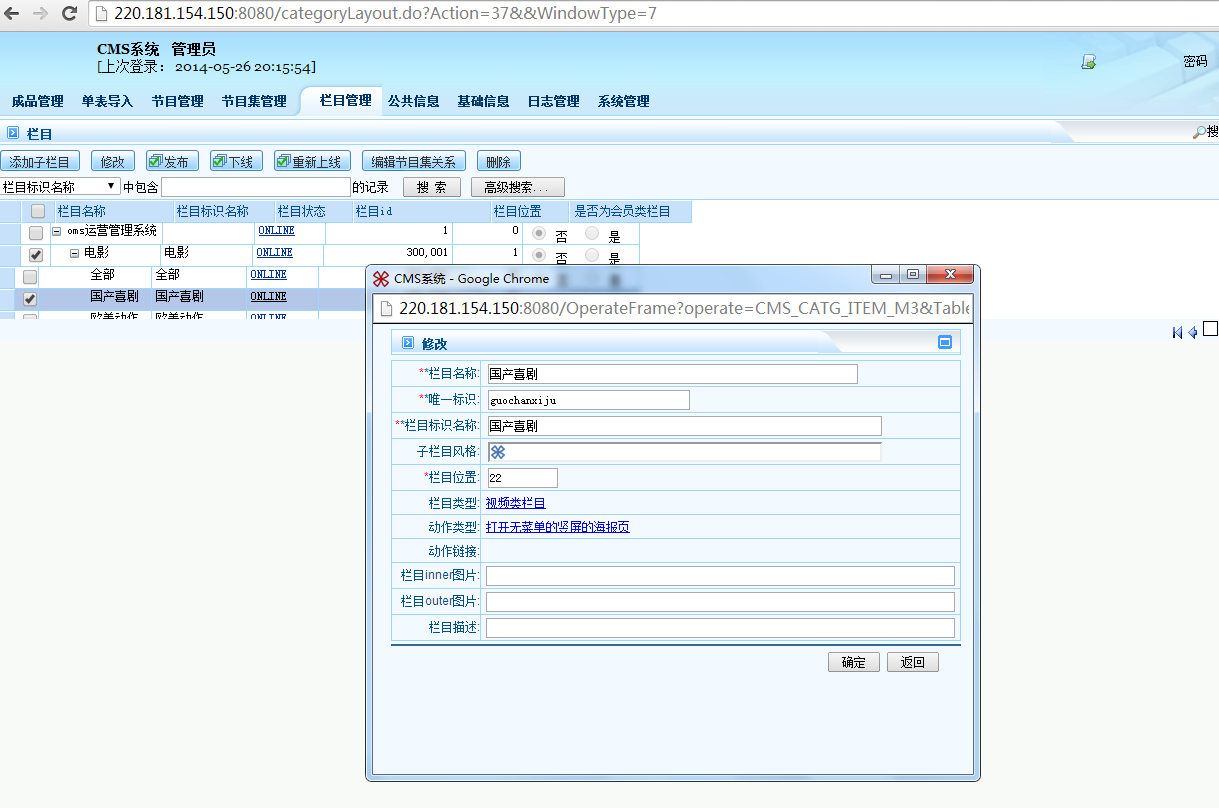 220.181.154.150:8080/categoryLayout.do?Action=37&&WindowType=7
CMS系统 管理员
[上次登录: 2014-05-26 20:15:54]
密码
成品管理 单表导入 节目管理 节目集管理 栏目管理 公共信息 基础信息 日志管理 系统管理
栏目
搜
添加子栏目 修改 发布 下线 重新上线 编辑节目集关系 删除
栏目标识名称 中包含 的记录 搜 索 高级搜索...
栏目名称 栏目标识名称 栏目状态 栏目id 栏目位置 是否为会员类栏目
oms运营管理系统 ONLINE 1 0 否 是
电影 电影 ONLINE 300,001 1 否 是
全部 全部 ONLINE
国产喜剧 国产喜剧 ONLINE
欧美动作 欧美动作 ONLINE
CMS系统 - Google Chrome
220.181.154.150:8080/OperateFrame?operate=CMS_CATG_ITEM_M3&Table
修改
**栏目名称: 国产喜剧
**唯一标识: guochanxiju
**栏目标识名称: 国产喜剧
子栏目风格:
*栏目位置: 22
栏目类型: 视频类栏目
动作类型: 打开无菜单的竖屏的海报页
动作链接:
栏目inner图片:
栏目outer图片:
栏目描述:
确定 返回